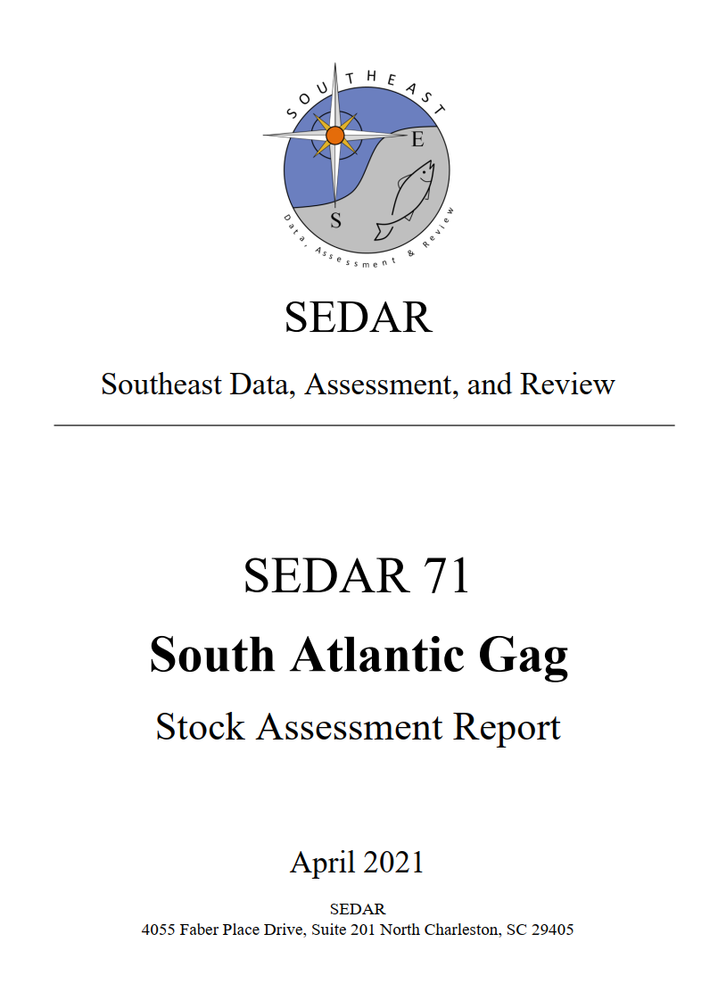 SOUTHEAST
E
S
Data, Assessment & Review
SEDAR
Southeast Data, Assessment, and Review
SEDAR 71
South Atlantic Gag
Stock Assessment Report
April 2021
SEDAR
4055 Faber Place Drive, Suite 201 North Charleston, SC 29405